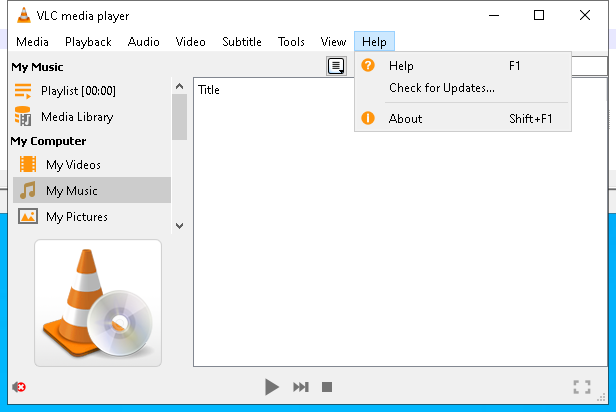 VLC media player
Media Playback Audio Video Subtitle Tools View Help
My Music
Playlist [00:00]
Media Library
My Computer
My Videos
My Music
My Pictures
Title
Help F1
Check for Updates...
About Shift+F1